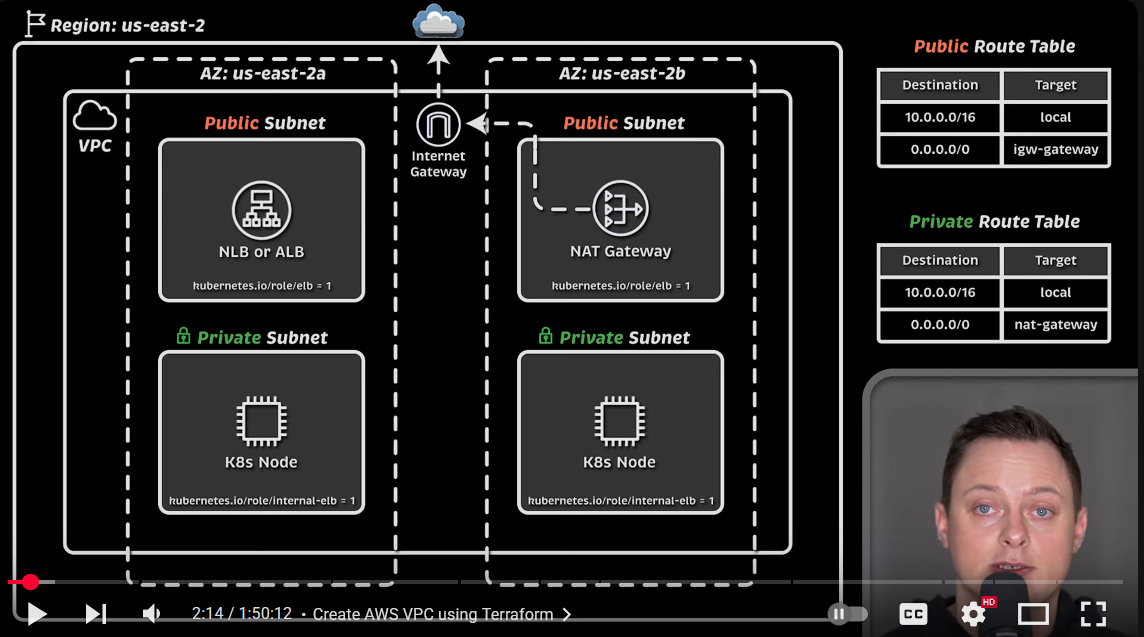 Region: us-east-2
AZ: us-east-2a
AZ: us-east-2b
VPC
Public Subnet
NLB or ALB
kubernetes.io/role/elb = 1
Internet
Gateway
Public Subnet
NAT Gateway
kubernetes.io/role/elb = 1
Private Subnet
K8s Node
kubernetes.io/role/internal-elb = 1
Private Subnet
K8s Node
kubernetes.io/role/internal-elb = 1
Public Route Table
Destination Target
10.0.0.0/16 local
0.0.0.0/0 igw-gateway
Private Route Table
Destination Target
10.0.0.0/16 local
0.0.0.0/0 nat-gateway
2:14 / 1:50:12 • Create AWS VPC using Terraform
CC
HD